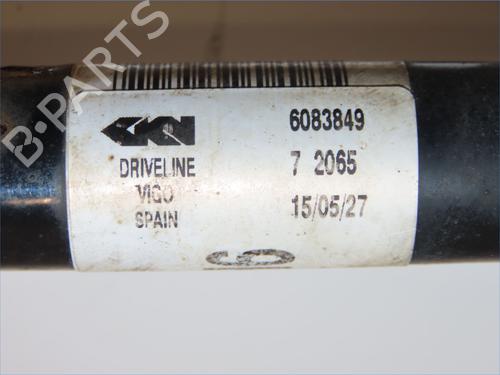 B-PARTS
GKN
6083849
DRIVELINE
7 2065
VIGO
15/05/27
SPAIN